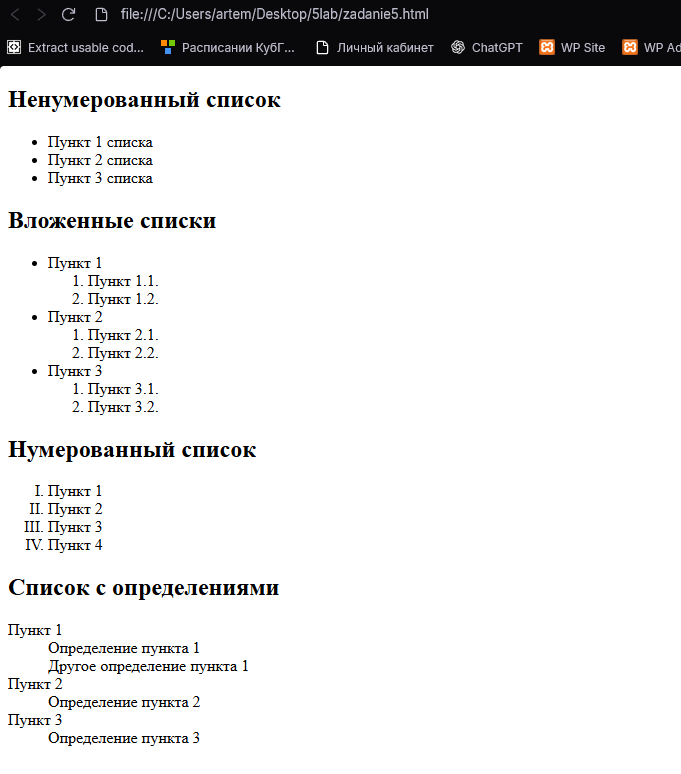 file:///C:/Users/artem/Desktop/5lab/zadanie5.html
Extract usable cod... Расписании КубГ... Личный кабинет ChatGPT WP Site WP Ad
Ненумерованный список
• Пункт 1 списка
• Пункт 2 списка
• Пункт 3 списка
Вложенные списки
• Пункт 1
1. Пункт 1.1.
2. Пункт 1.2.
• Пункт 2
1. Пункт 2.1.
2. Пункт 2.2.
• Пункт 3
1. Пункт 3.1.
2. Пункт 3.2.
Нумерованный список
I. Пункт 1
II. Пункт 2
III. Пункт 3
IV. Пункт 4
Список с определениями
Пункт 1
Определение пункта 1
Другое определение пункта 1
Пункт 2
Определение пункта 2
Пункт 3
Определение пункта 3